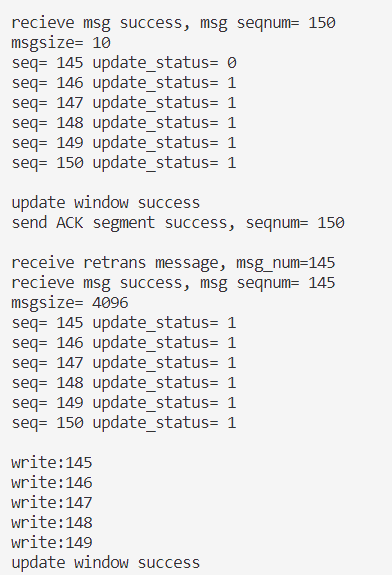 recieve msg success, msg seqnum= 150
msgsize= 10
seq= 145 update_status= 0
seq= 146 update_status= 1
seq= 147 update_status= 1
seq= 148 update_status= 1
seq= 149 update_status= 1
seq= 150 update_status= 1
update window success
send ACK segment success, seqnum= 150
receive retrans message, msg_num=145
recieve msg success, msg seqnum= 145
msgsize= 4096
seq= 145 update_status= 1
seq= 146 update_status= 1
seq= 147 update_status= 1
seq= 148 update_status= 1
seq= 149 update_status= 1
seq= 150 update_status= 1
write:145
write:146
write:147
write:148
write:149
update window success